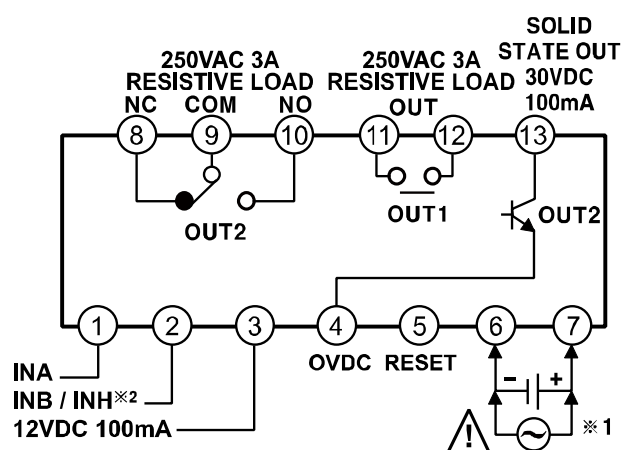 SOLID
STATE OUT
30VDC
100mA
250VAC 3A
RESISTIVE LOAD
NC COM NO
250VAC 3A
RESISTIVE LOAD
OUT
8 9 10 11 12 13
OUT2
OUT1
OUT2
1 2 3 4 5 6 7
OVDC RESET
INA
INB / INH※2
12VDC 100mA
- +
※1